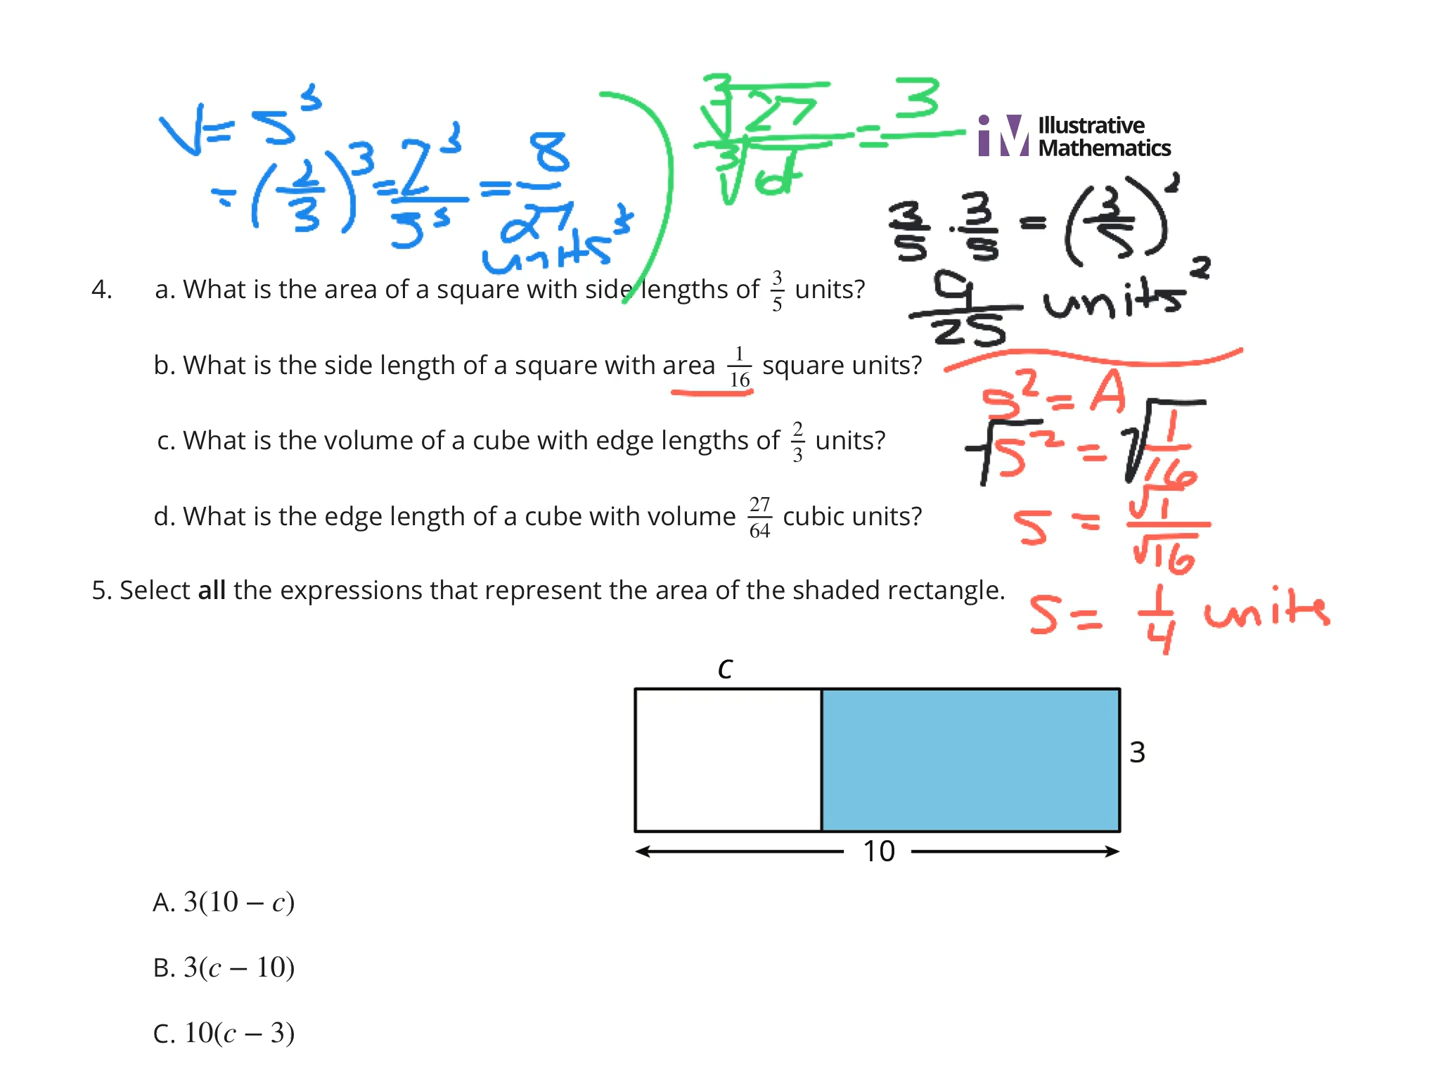 V = s³
= (2/3)³ = 2³/3³ = 8/27
units³
∛27/∛d = 3/
Illustrative
Mathematics
3/5 · 3/5 = (3/5)²
9/25 units²
4. a. What is the area of a square with side lengths of 3/5 units?
b. What is the side length of a square with area 1/16 square units?
s² = A
√s² = √1/16
c. What is the volume of a cube with edge lengths of 2/3 units?
d. What is the edge length of a cube with volume 27/64 cubic units?
s = √1/√16
5. Select all the expressions that represent the area of the shaded rectangle.
s = 1/4 units
c
3
10
A. 3(10 − c)
B. 3(c − 10)
C. 10(c − 3)